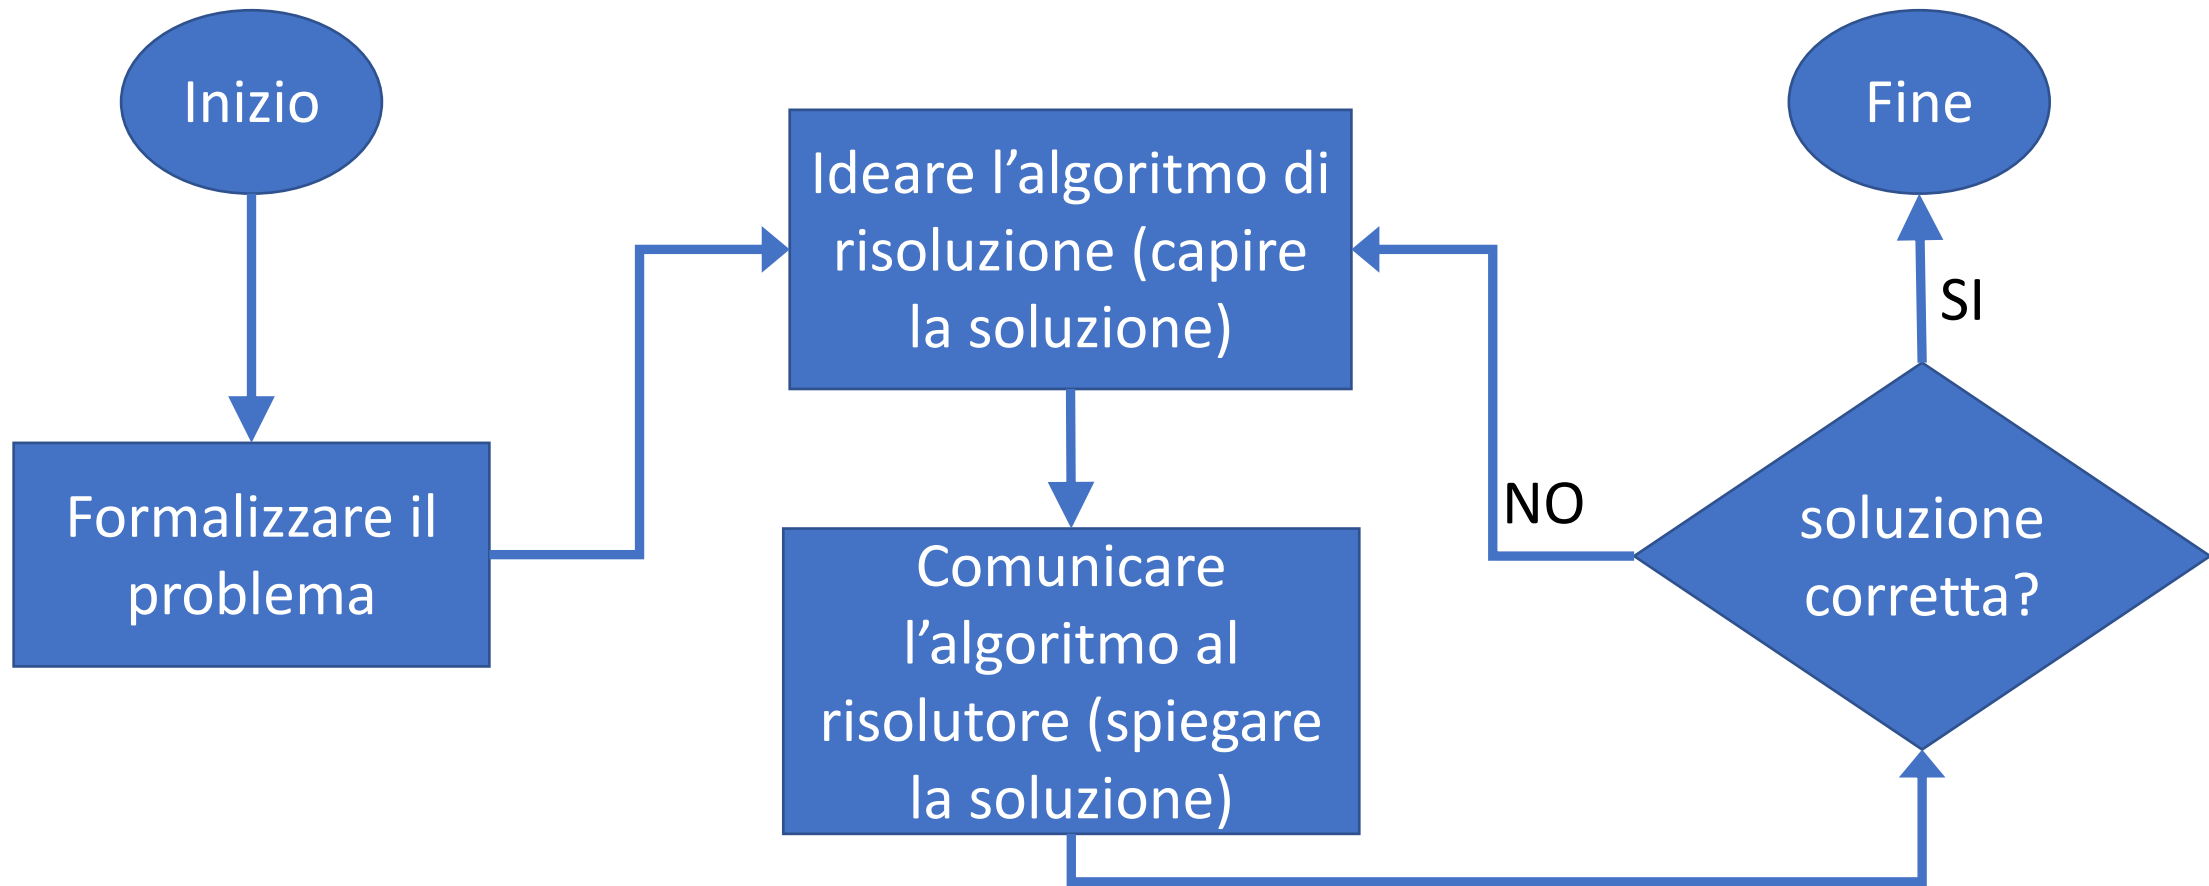 Inizio
Formalizzare il
problema
Ideare l’algoritmo di
risoluzione (capire
la soluzione)
Comunicare
l’algoritmo al
risolutore (spiegare
la soluzione)
soluzione
corretta?
NO
SI
Fine